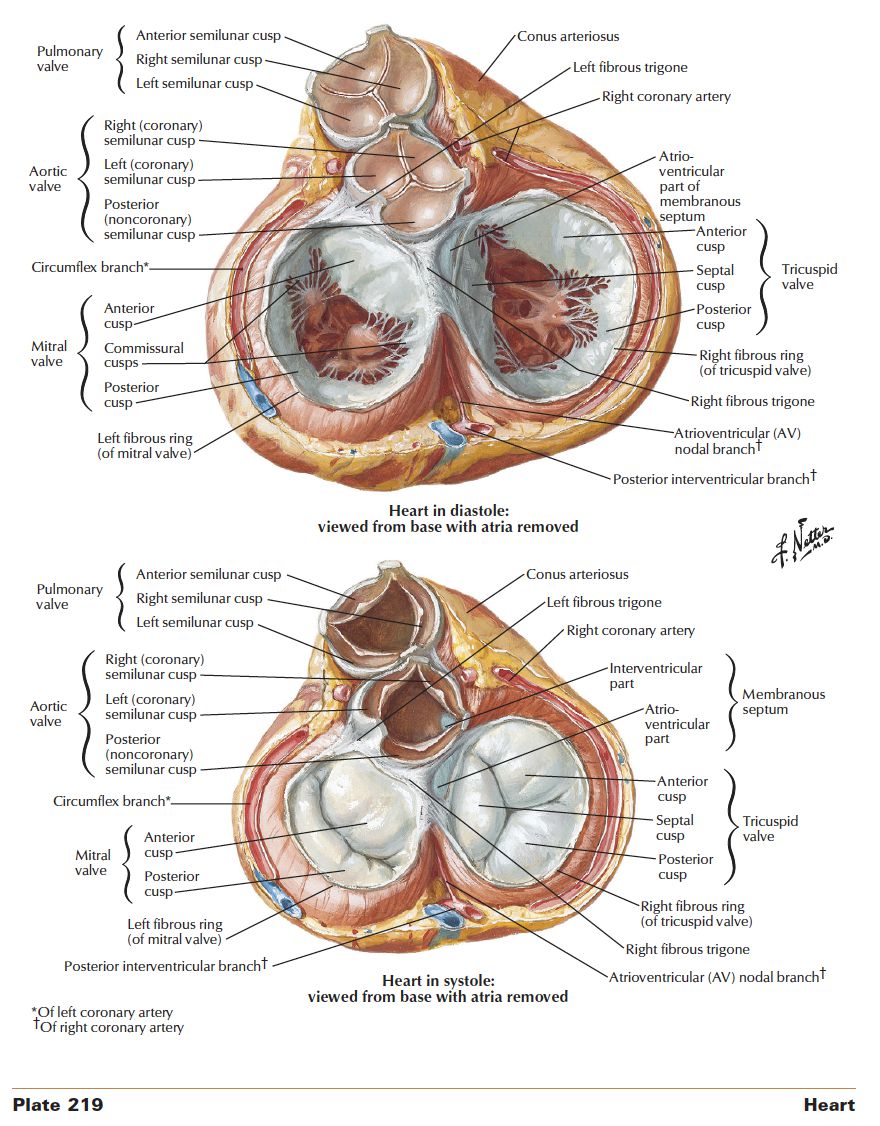 Pulmonary
valve
Anterior semilunar cusp
Right semilunar cusp
Left semilunar cusp
Aortic
valve
Right (coronary)
semilunar cusp
Left (coronary)
semilunar cusp
Posterior
(noncoronary)
semilunar cusp
Circumflex branch*
Mitral
valve
Anterior
cusp
Commissural
cusps
Posterior
cusp
Left fibrous ring
(of mitral valve)
Conus arteriosus
Left fibrous trigone
Right coronary artery
Atrio-
ventricular
part of
membranous
septum
Anterior
cusp
Septal
cusp
Posterior
cusp
Tricuspid
valve
Right fibrous ring
(of tricuspid valve)
Right fibrous trigone
Atrioventricular (AV)
nodal branch†
Posterior interventricular branch†
Heart in diastole:
viewed from base with atria removed
F. Netter
M.D.
Pulmonary
valve
Anterior semilunar cusp
Right semilunar cusp
Left semilunar cusp
Aortic
valve
Right (coronary)
semilunar cusp
Left (coronary)
semilunar cusp
Posterior
(noncoronary)
semilunar cusp
Circumflex branch*
Mitral
valve
Anterior
cusp
Posterior
cusp
Left fibrous ring
(of mitral valve)
Posterior interventricular branch†
Conus arteriosus
Left fibrous trigone
Right coronary artery
Interventricular
part
Atrio-
ventricular
part
Membranous
septum
Anterior
cusp
Septal
cusp
Posterior
cusp
Tricuspid
valve
Right fibrous ring
(of tricuspid valve)
Right fibrous trigone
Atrioventricular (AV) nodal branch†
Heart in systole:
viewed from base with atria removed
*Of left coronary artery
†Of right coronary artery
Plate 219
Heart